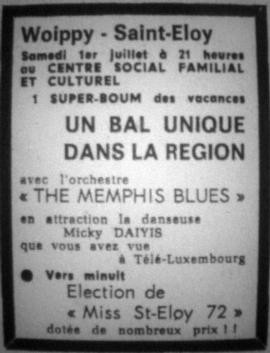 Woippy - Saint-Eloy
Samedi 1er juillet à 21 heures
au CENTRE SOCIAL FAMILIAL
ET CULTUREL
1 SUPER-BOUM des vacances
UN BAL UNIQUE
DANS LA REGION
avec l'orchestre
« THE MEMPHIS BLUES »
en attraction la danseuse
Micky DAIYIS
que vous avez vue
à Télé-Luxembourg
● Vers minuit
Election de
« Miss St-Eloy 72 »
dotée de nombreux prix !!